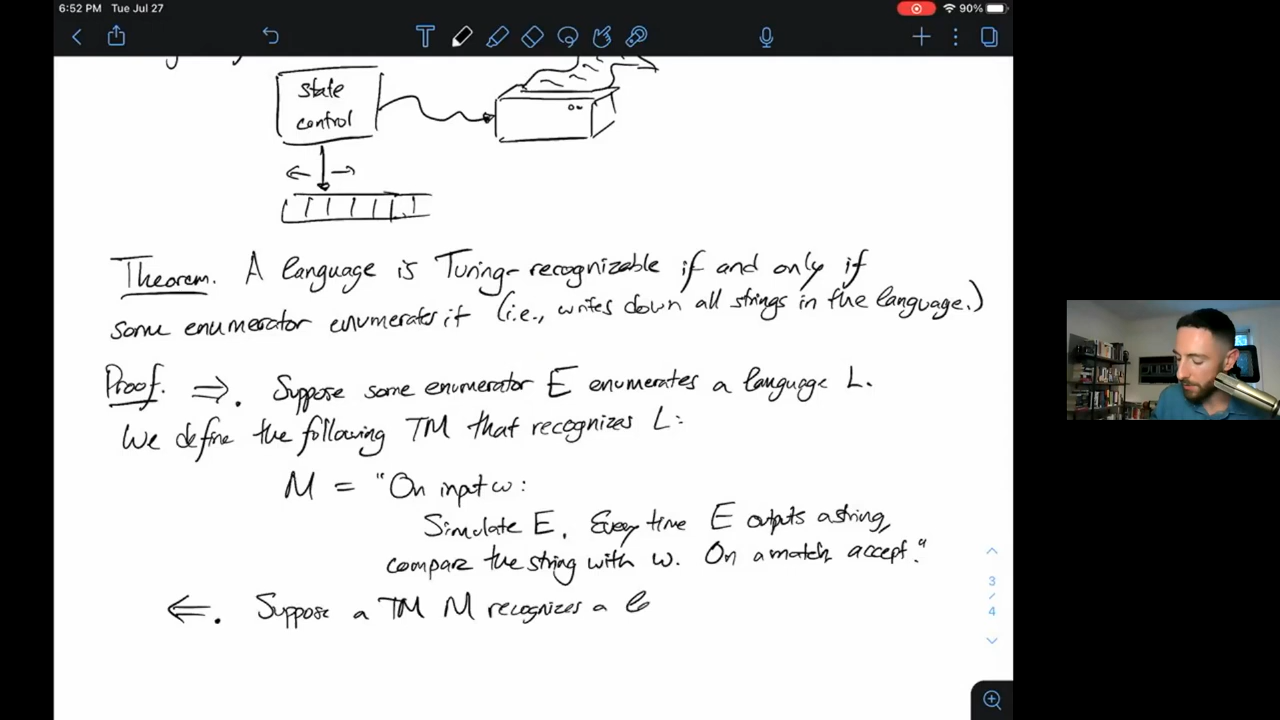 6:52 PM Tue Jul 27
90%
state
control
Theorem. A language is Turing-recognizable if and only if
some enumerator enumerates it (i.e., writes down all strings in the language.)
Proof. ⇒. Suppose some enumerator E enumerates a language L.
We define the following TM that recognizes L:
M = "On input w:
Simulate E. Every time E outputs a string,
compare the string with w. On a match, accept."
⇐. Suppose a TM M recognizes a
3
/
4